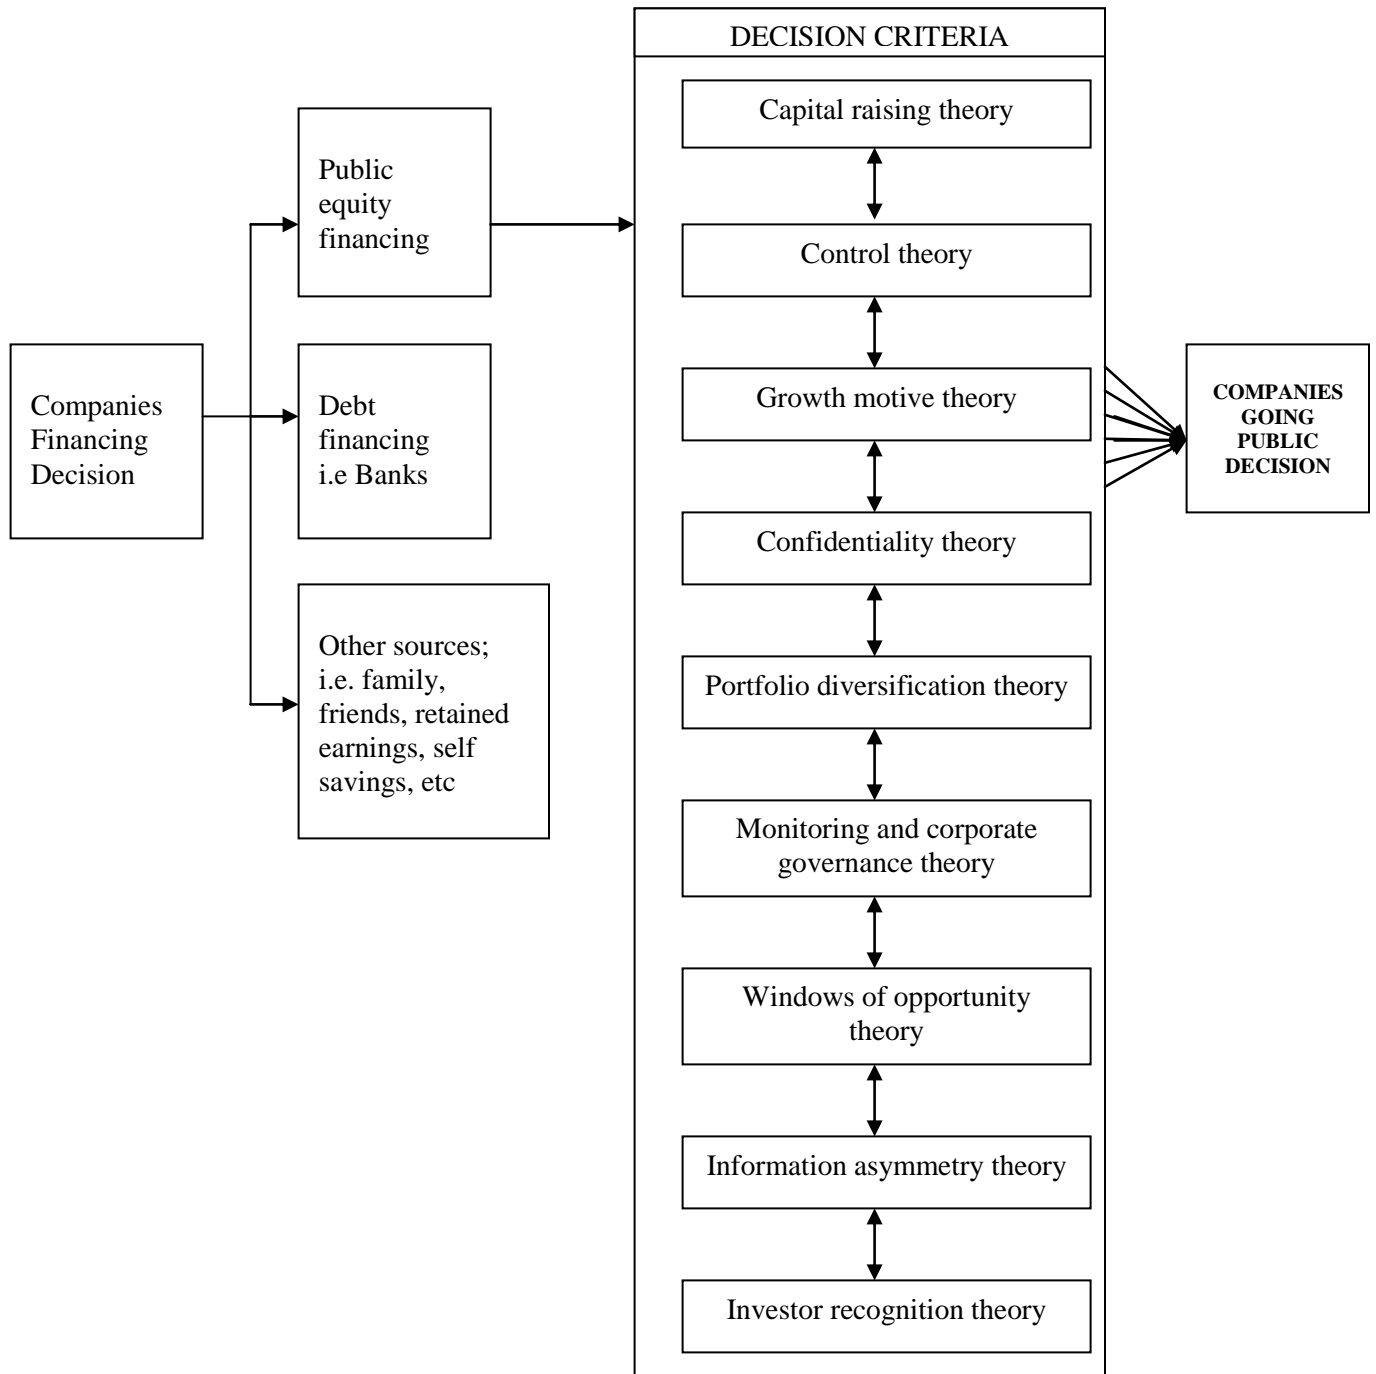 DECISION CRITERIA
Capital raising theory
Public
equity
financing
Control theory
Companies
Financing
Decision
Debt
financing
i.e Banks
Growth motive theory
COMPANIES
GOING
PUBLIC
DECISION
Confidentiality theory
Other sources;
i.e. family,
friends, retained
earnings, self
savings, etc
Portfolio diversification theory
Monitoring and corporate
governance theory
Windows of opportunity
theory
Information asymmetry theory
Investor recognition theory